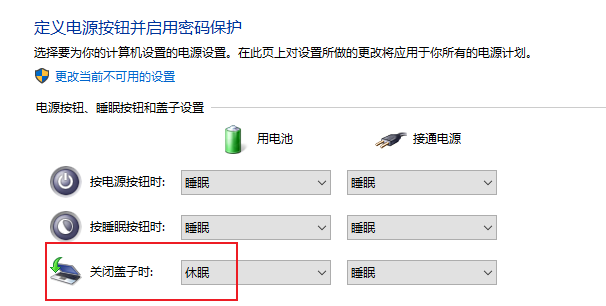 定义电源按钮并启用密码保护
选择要为你的计算机设置的电源设置。在此页上对设置所做的更改将应用于你所有的电源计划。
更改当前不可用的设置
电源按钮、睡眠按钮和盖子设置
用电池 接通电源
按电源按钮时: 睡眠 睡眠
按睡眠按钮时: 睡眠 睡眠
关闭盖子时: 休眠 睡眠